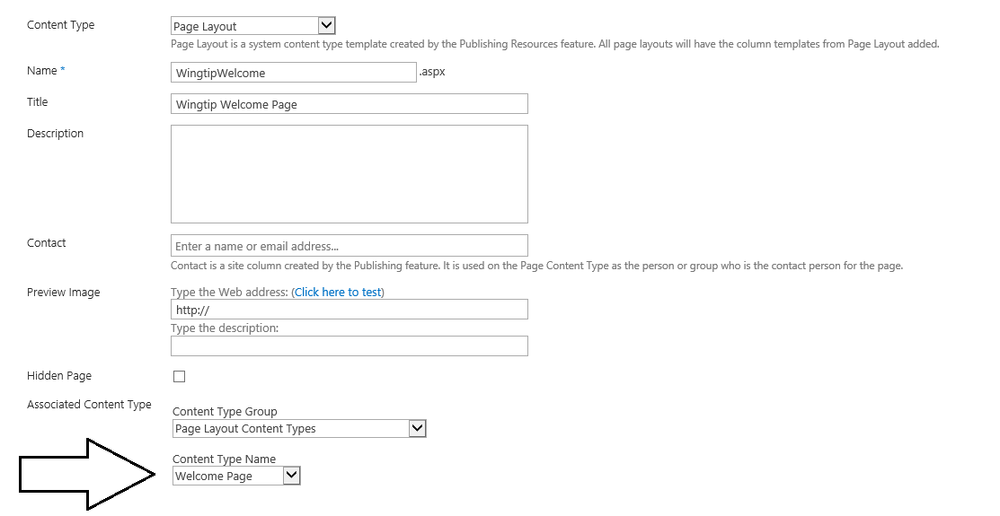 Content Type
Page Layout
Page Layout is a system content type template created by the Publishing Resources feature. All page layouts will have the column templates from Page Layout added.
Name * WingtipWelcome .aspx
Title Wingtip Welcome Page
Description
Contact Enter a name or email address...
Contact is a site column created by the Publishing feature. It is used on the Page Content Type as the person or group who is the contact person for the page.
Preview Image Type the Web address: (Click here to test)
http://
Type the description:
Hidden Page
Associated Content Type
Content Type Group
Page Layout Content Types
Content Type Name
Welcome Page